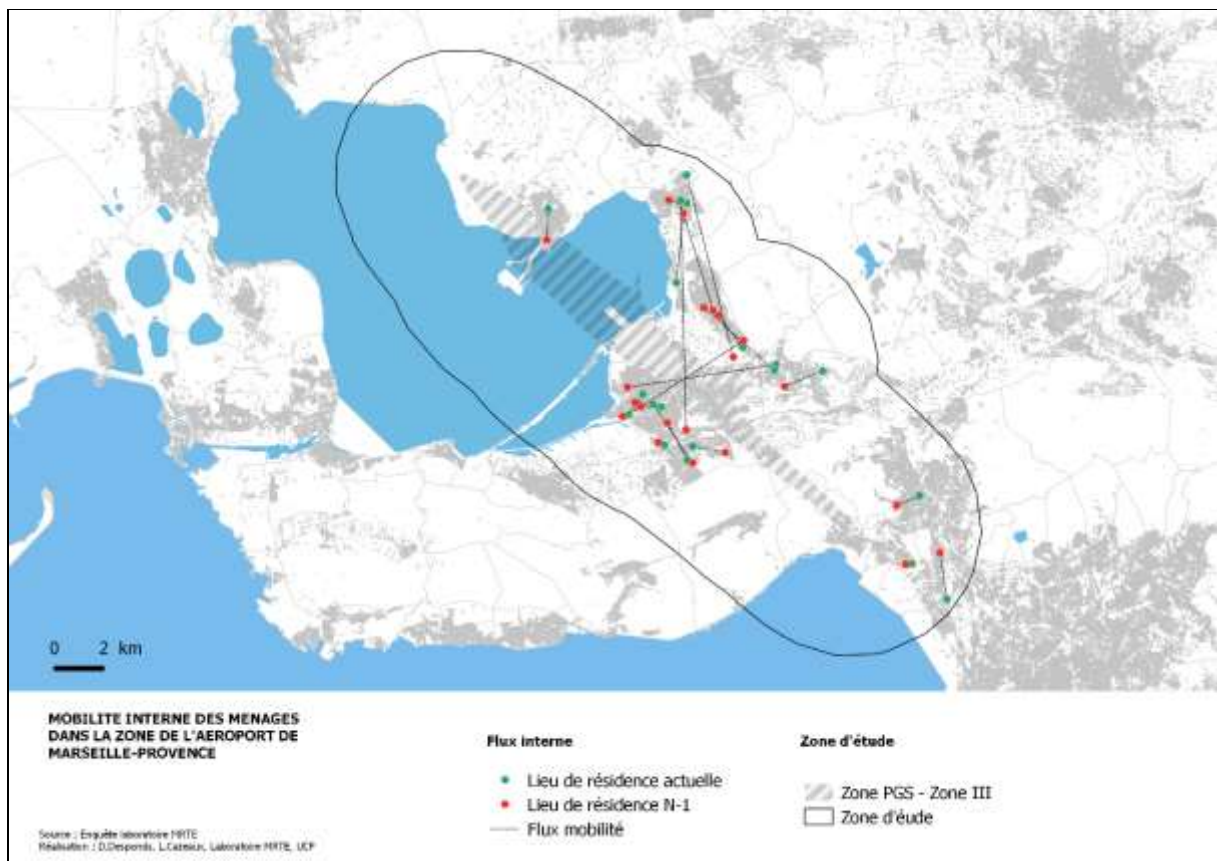 0 2 km
MOBILITE INTERNE DES MENAGES
DANS LA ZONE DE L'AEROPORT DE
MARSEILLE-PROVENCE
Source : Enquête laboratoire MRTE
Réalisation : D.Desponds, L.Cazeaux, Laboratoire MRTE, UCP
Flux interne
Lieu de résidence actuelle
Lieu de résidence N-1
Flux mobilité
Zone d'étude
Zone PGS - Zone III
Zone d'éude